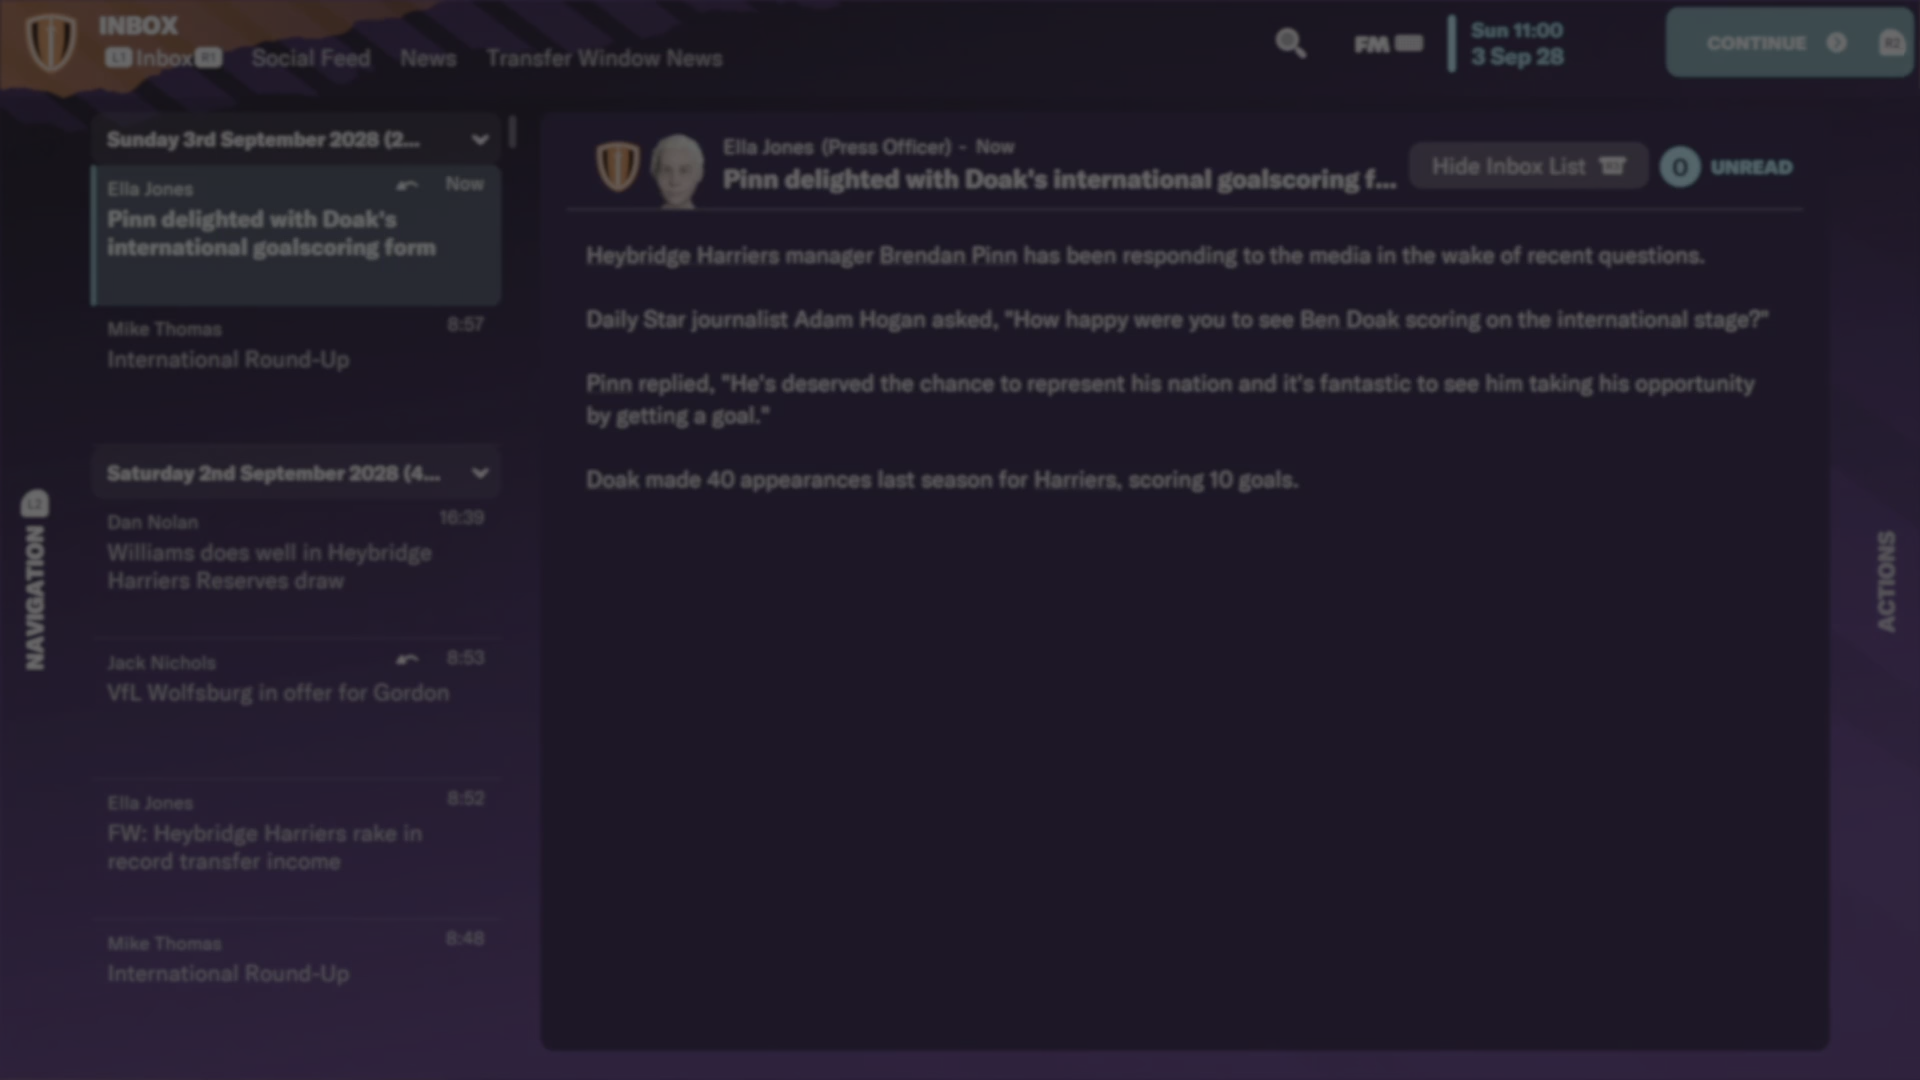 INBOX
L1 Inbox R1 Social Feed News Transfer Window News
FM
Sun 11:00
3 Sep 28
CONTINUE R2
Sunday 3rd September 2028 (2...
Ella Jones Now
Pinn delighted with Doak's
international goalscoring form
Mike Thomas 8:57
International Round-Up
Saturday 2nd September 2028 (4...
Dan Nolan 16:39
Williams does well in Heybridge
Harriers Reserves draw
Jack Nichols 8:53
VfL Wolfsburg in offer for Gordon
Ella Jones 8:52
FW: Heybridge Harriers rake in
record transfer income
Mike Thomas 8:48
International Round-Up
NAVIGATION L2
Ella Jones (Press Officer) - Now
Pinn delighted with Doak's international goalscoring f...
Hide Inbox List
0 UNREAD
Heybridge Harriers manager Brendan Pinn has been responding to the media in the wake of recent questions.
Daily Star journalist Adam Hogan asked, "How happy were you to see Ben Doak scoring on the international stage?"
Pinn replied, "He's deserved the chance to represent his nation and it's fantastic to see him taking his opportunity
by getting a goal."
Doak made 40 appearances last season for Harriers, scoring 10 goals.
ACTIONS